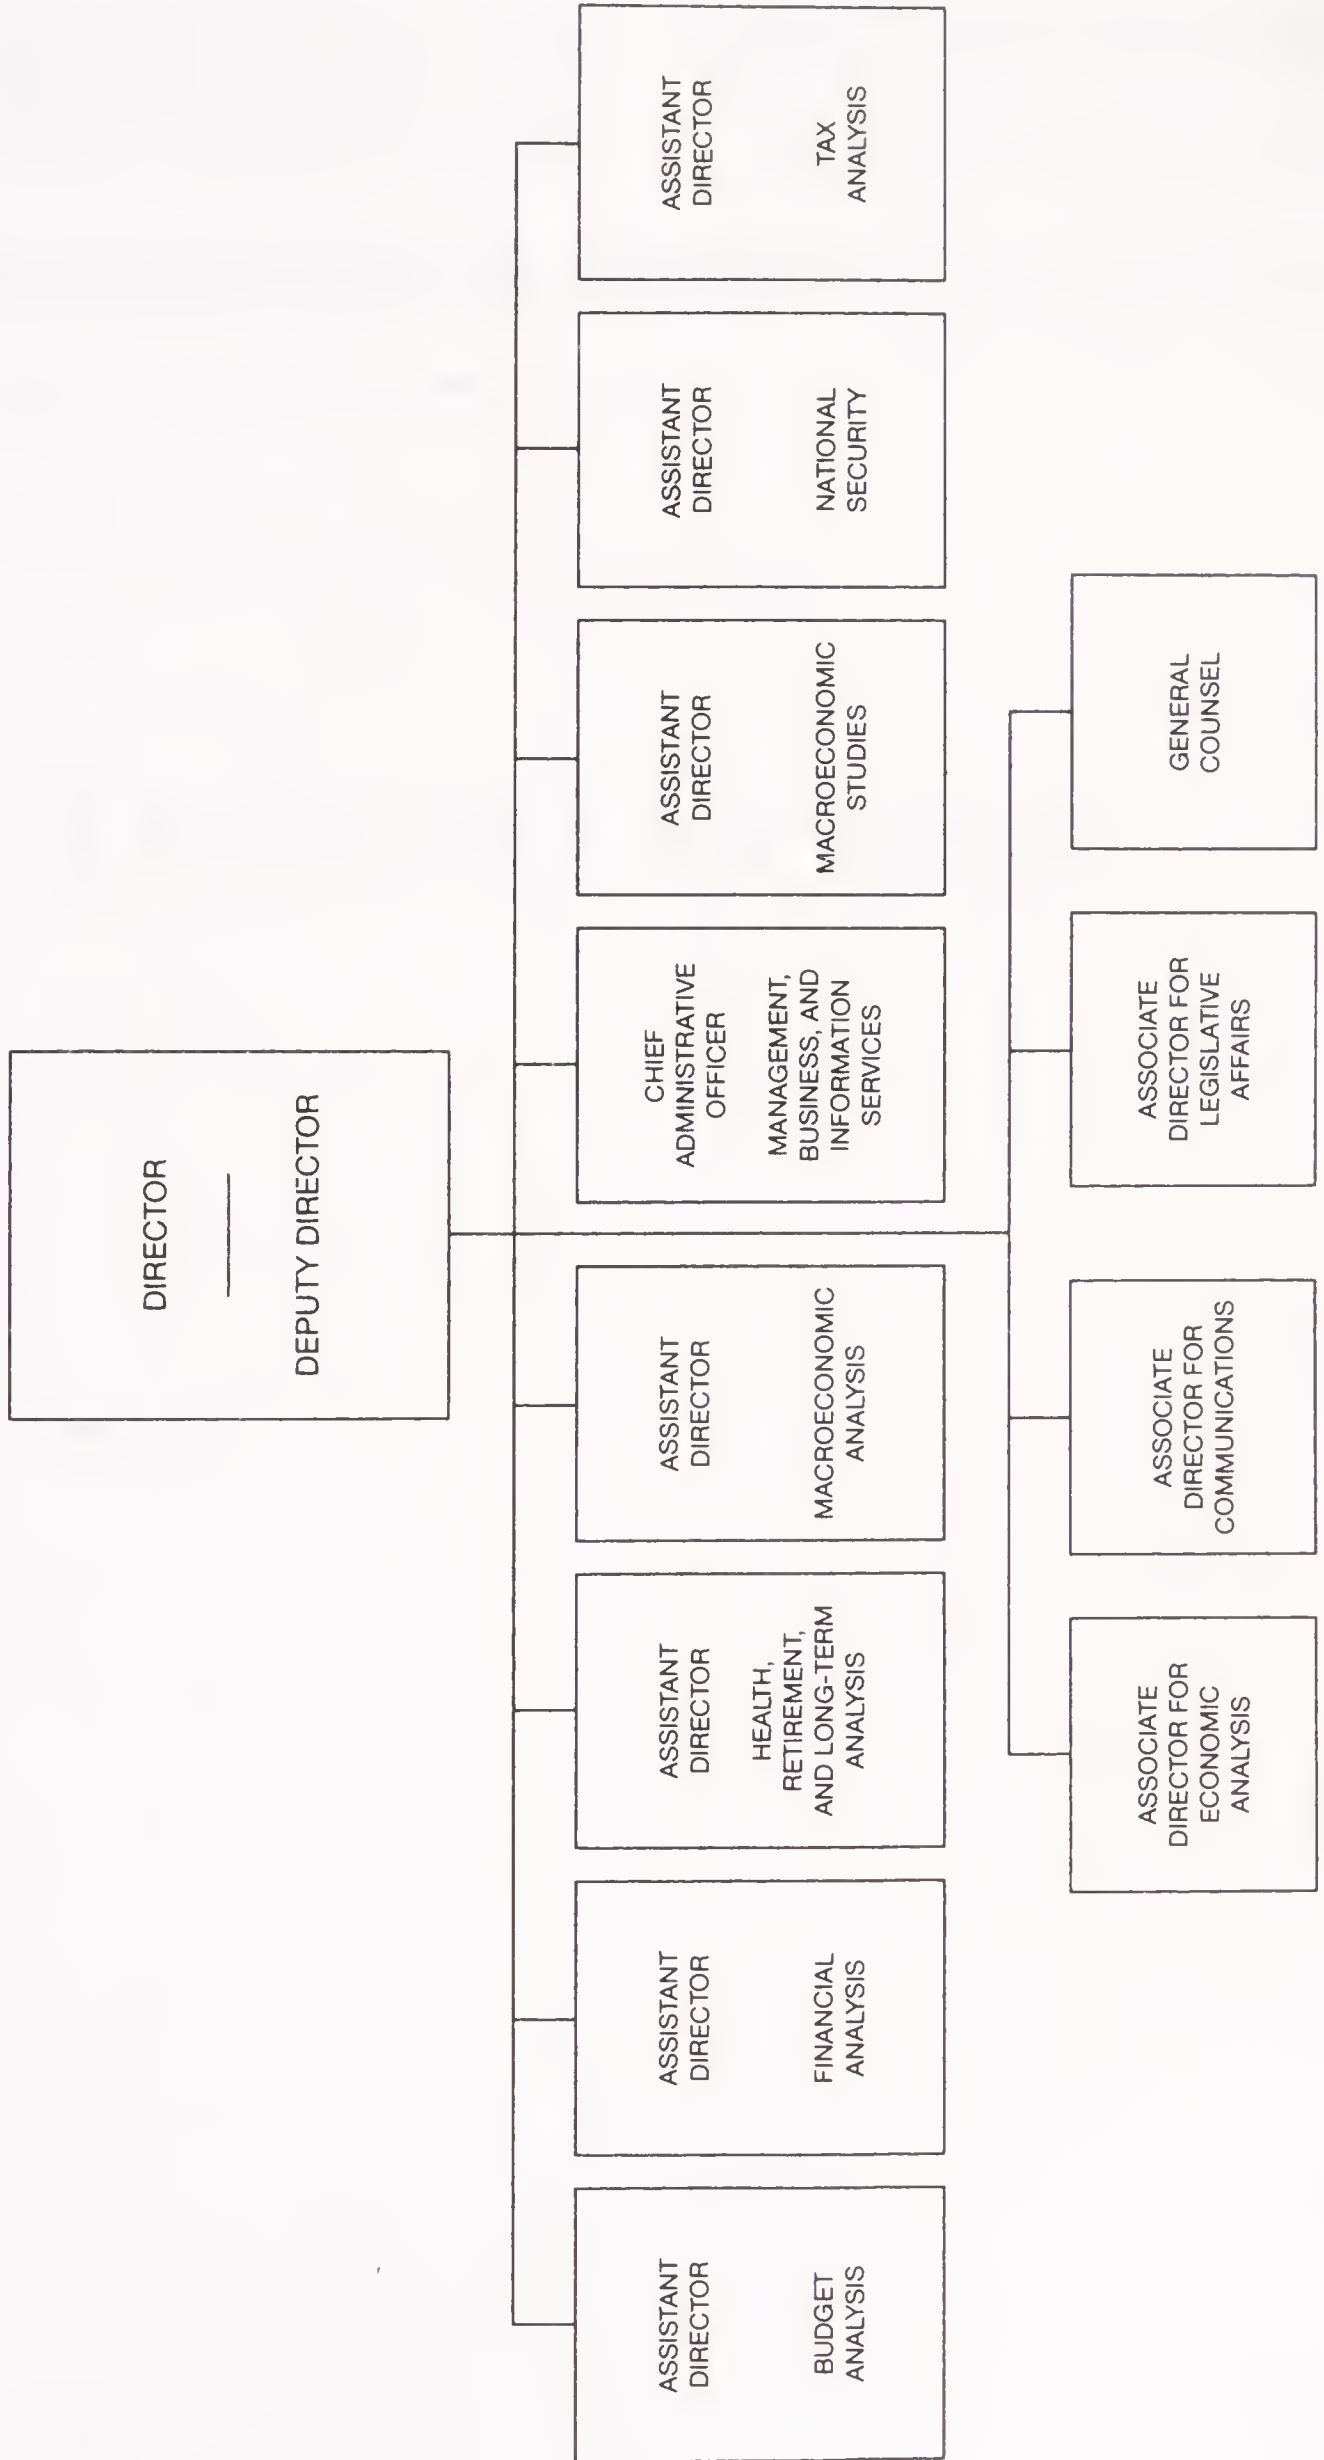 DIRECTOR
DEPUTY DIRECTOR
ASSISTANT
DIRECTOR
BUDGET
ANALYSIS
ASSISTANT
DIRECTOR
FINANCIAL
ANALYSIS
ASSISTANT
DIRECTOR
HEALTH,
RETIREMENT,
AND LONG-TERM
ANALYSIS
ASSISTANT
DIRECTOR
MACROECONOMIC
ANALYSIS
CHIEF
ADMINISTRATIVE
OFFICER
MANAGEMENT,
BUSINESS, AND
INFORMATION
SERVICES
ASSISTANT
DIRECTOR
MACROECONOMIC
STUDIES
ASSISTANT
DIRECTOR
NATIONAL
SECURITY
ASSISTANT
DIRECTOR
TAX
ANALYSIS
ASSOCIATE
DIRECTOR FOR
ECONOMIC
ANALYSIS
ASSOCIATE
DIRECTOR FOR
COMMUNICATIONS
ASSOCIATE
DIRECTOR FOR
LEGISLATIVE
AFFAIRS
GENERAL
COUNSEL